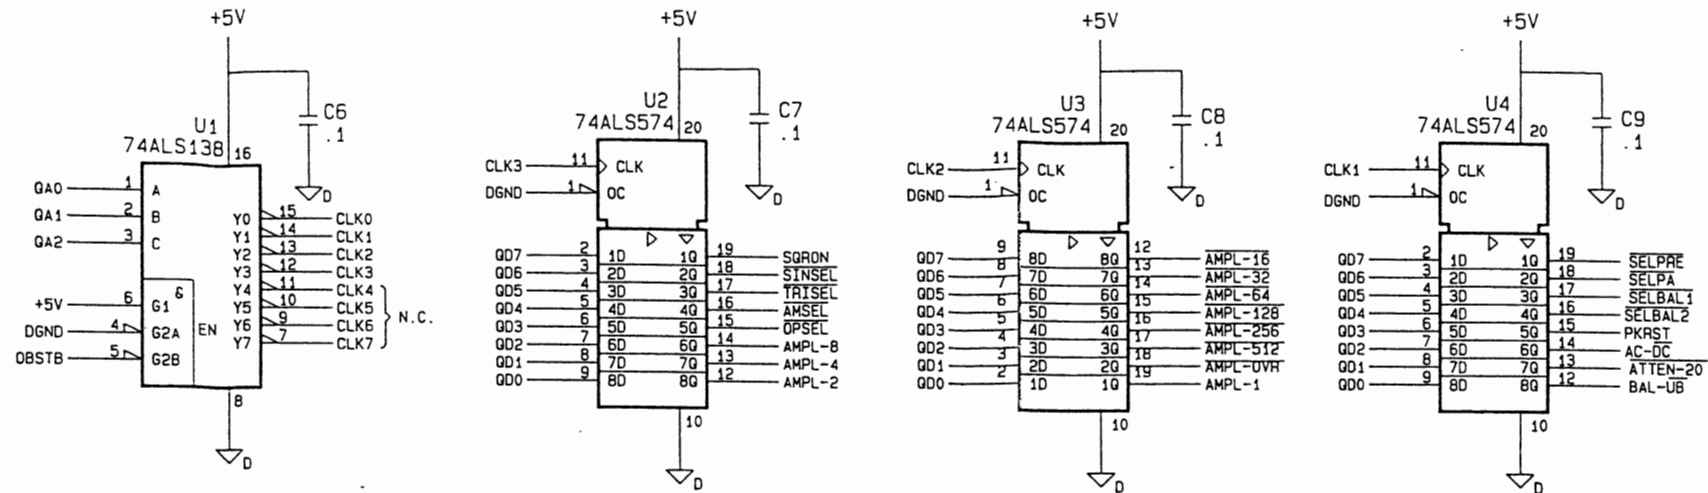 +5V
C6
.1
U1
74ALS138
16
QA0 1 A
QA1 2 B
QA2 3 C
Y0 15 CLK0
Y1 14 CLK1
Y2 13 CLK2
Y3 12 CLK3
Y4 11 CLK4
Y5 10 CLK5
Y6 9 CLK6
Y7 7 CLK7
N.C.
&
+5V 6 G1
DGND 4 G2A
OBSTB 5 G2B
EN
8
D
D
+5V
C7
.1
U2
74ALS574
20
CLK3 11 CLK
DGND 1 OC
D
QD7 2 1D 1Q 19 SQRDN
QD6 3 2D 2Q 18 SINSEL
QD5 4 3D 3Q 17 TRISEL
QD4 5 4D 4Q 16 AMSEL
QD3 6 5D 5Q 15 OPSEL
QD2 7 6D 6Q 14 AMPL-8
QD1 8 7D 7Q 13 AMPL-4
QD0 9 8D 8Q 12 AMPL-2
10
D
+5V
C8
.1
U3
74ALS574
20
CLK2 11 CLK
DGND 1 OC
D
QD7 9 8D 8Q 12 AMPL-16
QD6 8 7D 7Q 13 AMPL-32
QD5 7 6D 6Q 14 AMPL-64
QD4 6 5D 5Q 15 AMPL-128
QD3 5 4D 4Q 16 AMPL-256
QD2 4 3D 3Q 17 AMPL-512
QD1 3 2D 2Q 18 AMPL-OVR
QD0 2 1D 1Q 19 AMPL-1
10
D
+5V
C9
.1
U4
74ALS574
20
CLK1 11 CLK
DGND 1 OC
D
QD7 2 1D 1Q 19 SELPRE
QD6 3 2D 2Q 18 SELPA
QD5 4 3D 3Q 17 SELBAL1
QD4 5 4D 4Q 16 SELBAL2
QD3 6 5D 5Q 15 PKRST
QD2 7 6D 6Q 14 AC-DC
QD1 8 7D 7Q 13 ATTEN-20
QD0 9 8D 8Q 12 BAL-UB
10
D